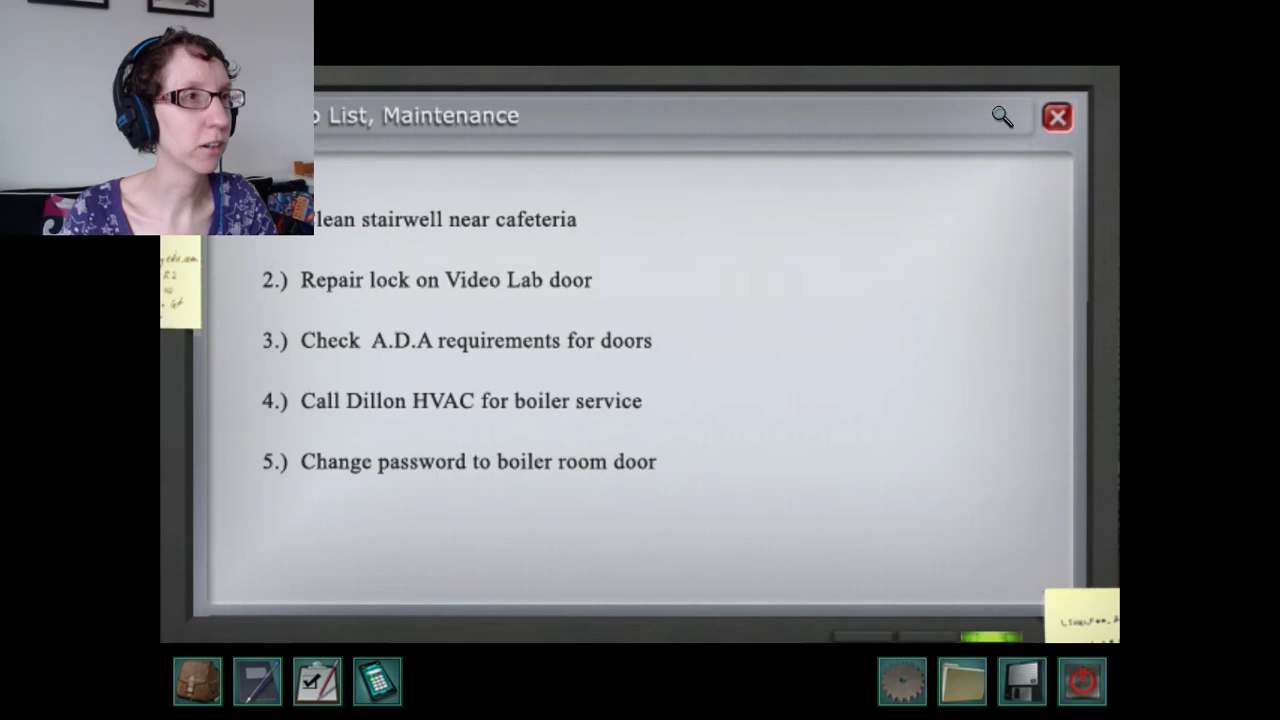 List, Maintenance
lean stairwell near cafeteria
2.) Repair lock on Video Lab door
3.) Check A.D.A requirements for doors
4.) Call Dillon HVAC for boiler service
5.) Change password to boiler room door